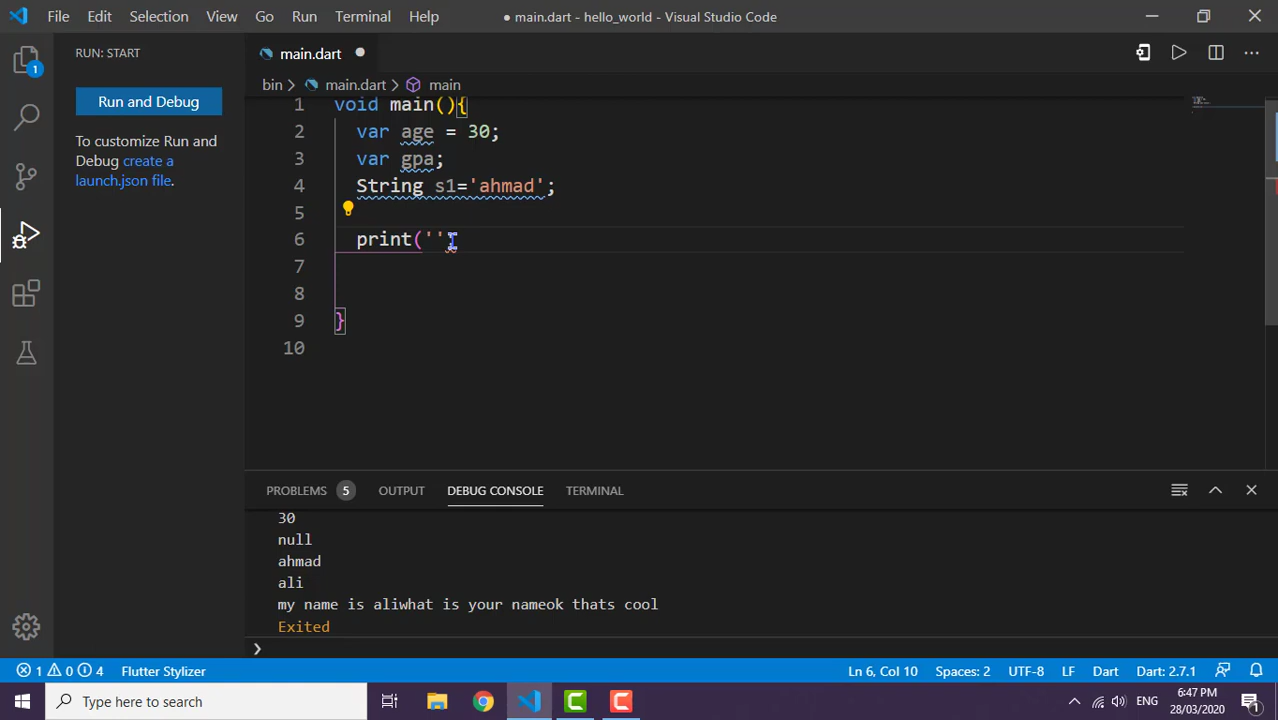 File Edit Selection View Go Run Terminal Help
● main.dart - hello_world - Visual Studio Code
RUN: START
Run and Debug
To customize Run and
Debug create a
launch.json file.
1
main.dart ●
bin > main.dart > main
1 void main(){
2 var age = 30;
3 var gpa;
4 String s1='ahmad';
5
6 print(''
7
8
9 }
10
PROBLEMS 5 OUTPUT DEBUG CONSOLE TERMINAL
30
null
ahmad
ali
my name is aliwhat is your nameok thats cool
Exited
1 0 4 Flutter Stylizer Ln 6, Col 10 Spaces: 2 UTF-8 LF Dart Dart: 2.7.1
Type here to search
ENG
6:47 PM
28/03/2020
1